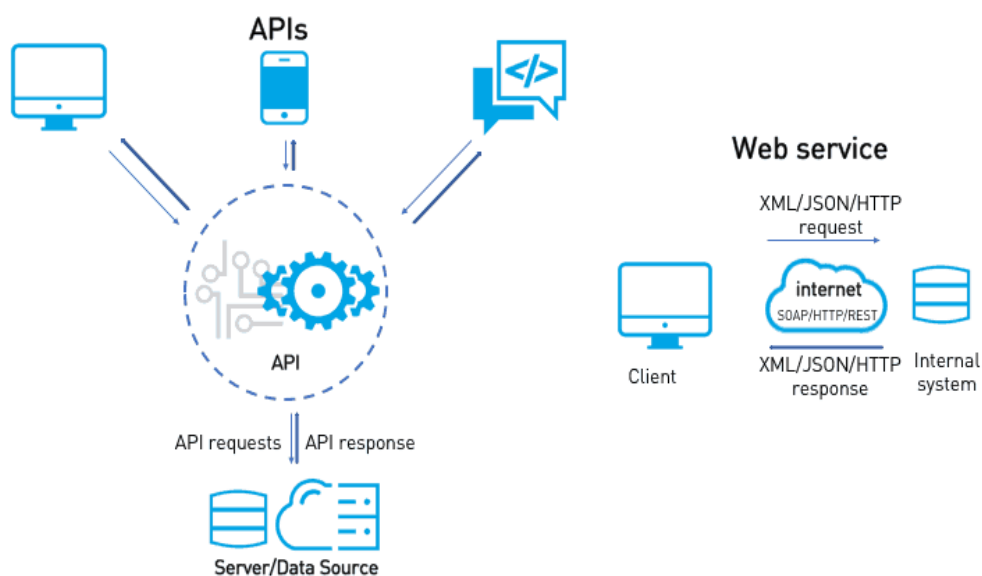 APIs
</>
API
API requests
API response
Server/Data Source
Web service
XML/JSON/HTTP
request
internet
SOAP/HTTP/REST
XML/JSON/HTTP
response
Client
Internal
system